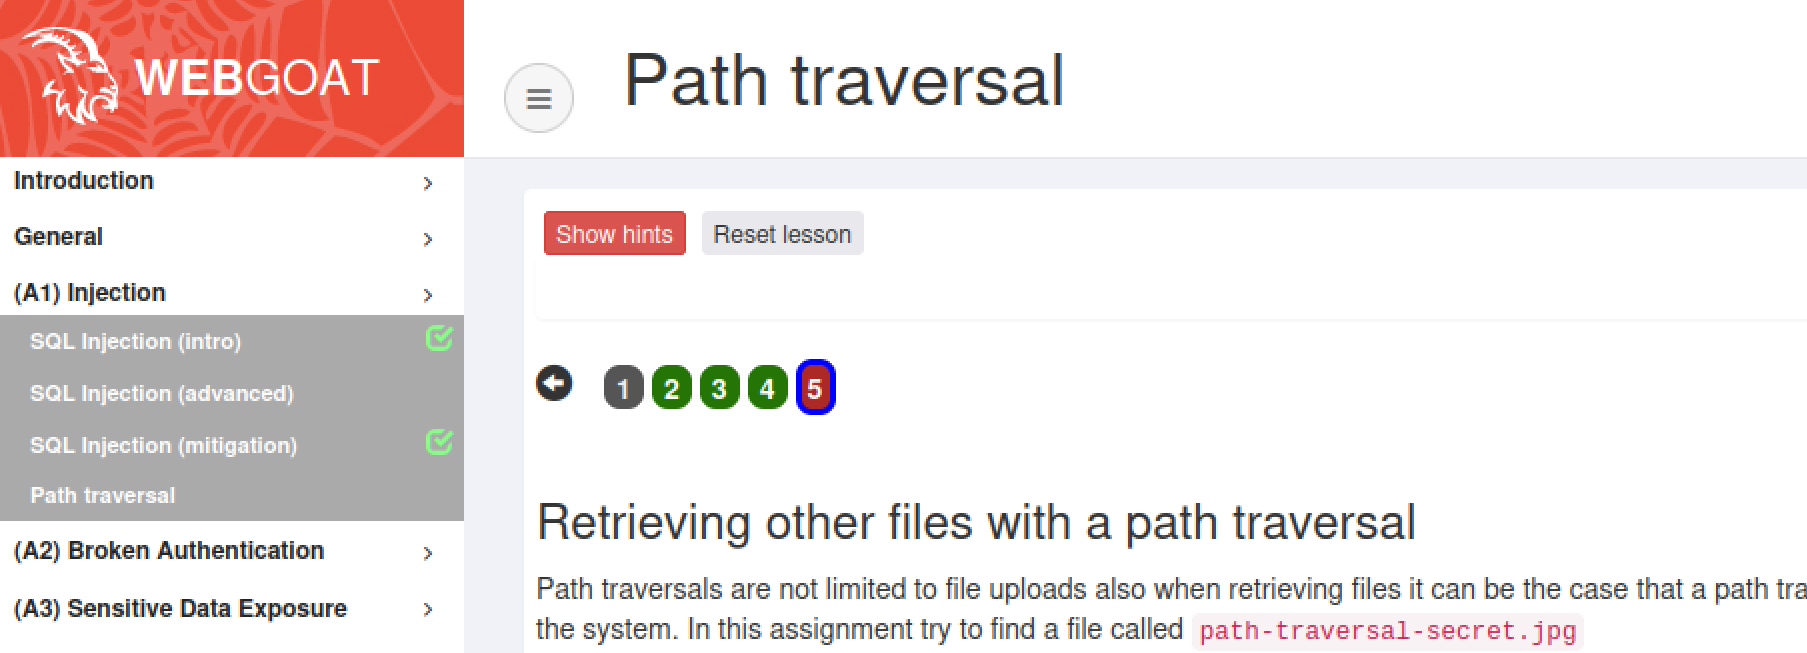 WEBGOAT
Path traversal
Introduction
General
(A1) Injection
SQL Injection (intro)
SQL Injection (advanced)
SQL Injection (mitigation)
Path traversal
(A2) Broken Authentication
(A3) Sensitive Data Exposure
Show hints Reset lesson
1 2 3 4 5
Retrieving other files with a path traversal
Path traversals are not limited to file uploads also when retrieving files it can be the case that a path tra
the system. In this assignment try to find a file called path-traversal-secret.jpg